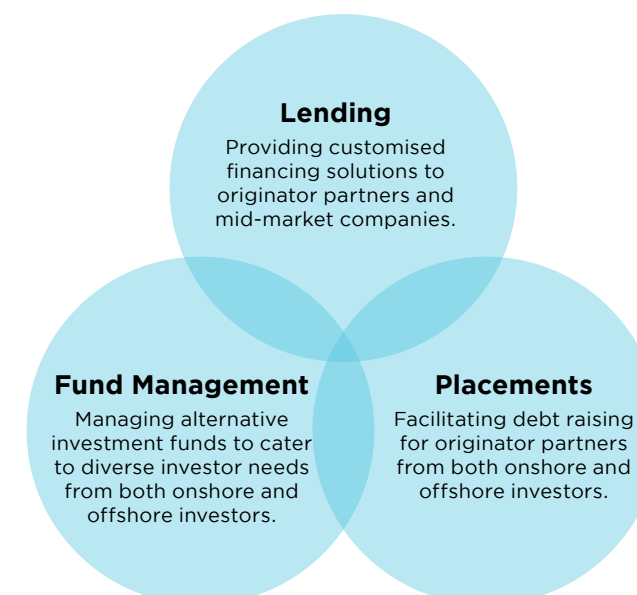 Lending
Providing customised
financing solutions to
originator partners and
mid-market companies.
Fund Management
Managing alternative
investment funds to cater
to diverse investor needs
from both onshore and
offshore investors.
Placements
Facilitating debt raising
for originator partners
from both onshore and
offshore investors.